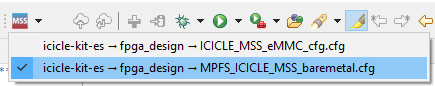 MSS
icicle-kit-es → fpga_design → ICICLE_MSS_eMMC_cfg.cfg
icicle-kit-es → fpga_design → MPFS_ICICLE_MSS_baremetal.cfg